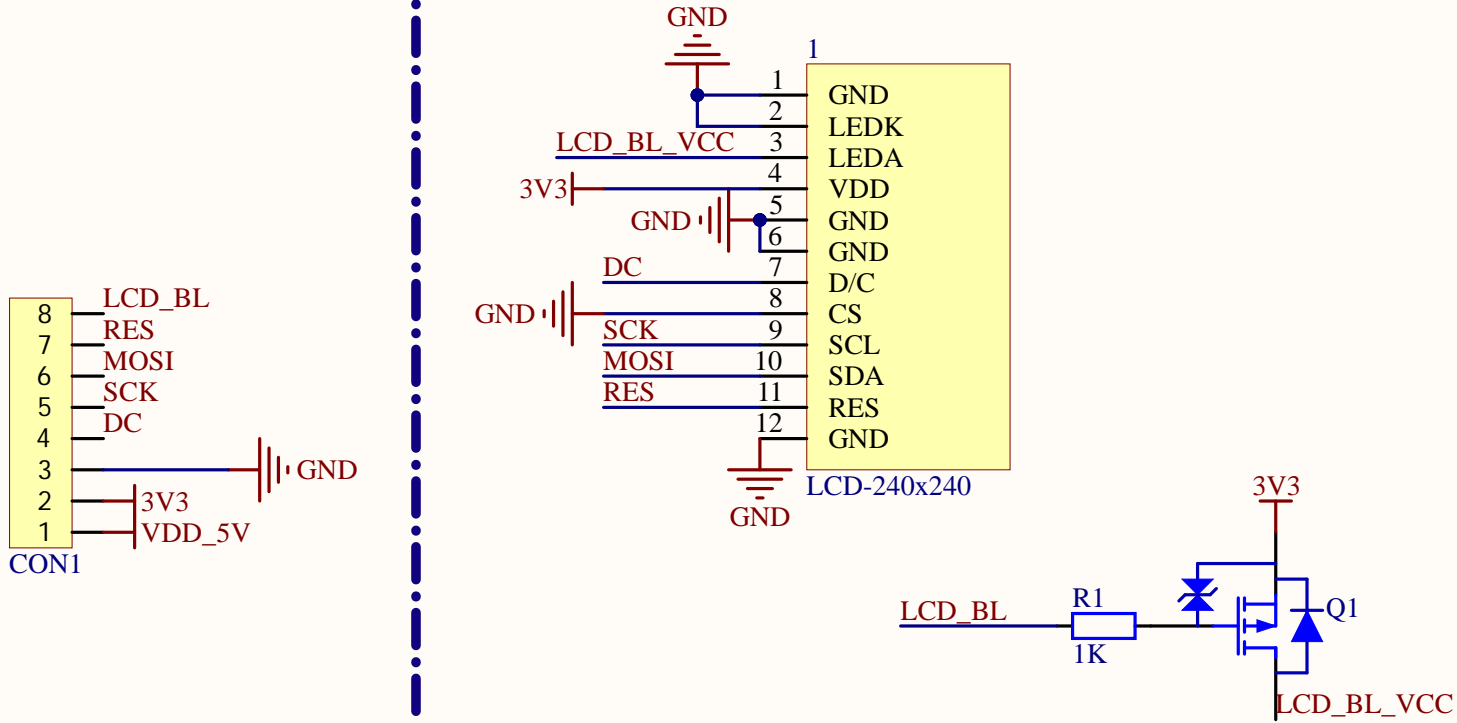 8 LCD_BL
7 RES
6 MOSI
5 SCK
4 DC
3 GND
2 3V3
1 VDD_5V
CON1
GND
1
1 GND
2 LEDK
LCD_BL_VCC 3 LEDA
3V3 4 VDD
GND 5 GND
6 GND
DC 7 D/C
GND 8 CS
SCK 9 SCL
MOSI 10 SDA
RES 11 RES
12 GND
LCD-240x240
GND
3V3
LCD_BL
R1
1K
Q1
LCD_BL_VCC